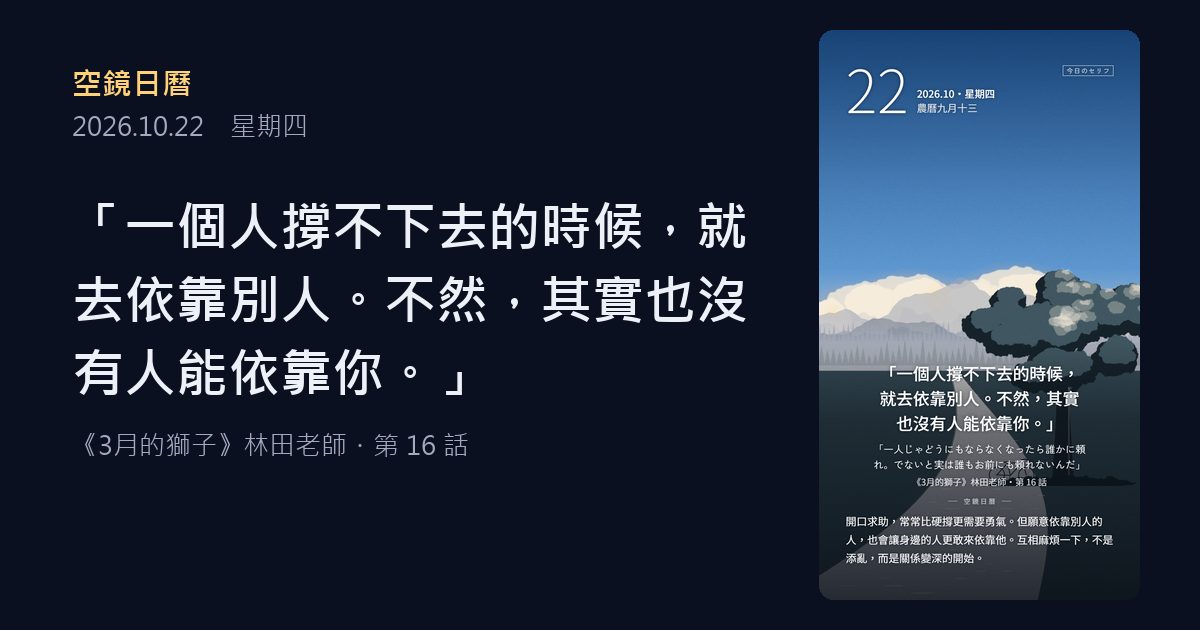 空鏡日曆
2026.10.22　星期四
「一個人撐不下去的時候，就
去依靠別人。不然，其實也沒
有人能依靠你。」
《3月的獅子》林田老師・第 16 話
今日のセリフ
22
2026.10・星期四
農曆九月十三
「一個人撐不下去的時候，
就去依靠別人。不然，其實
也沒有人能依靠你。」
「一人じゃどうにもならなくなったら誰かに頼
れ。でないと実は誰もお前にも頼れないんだ」
《3月的獅子》林田老師・第 16 話
— 空鏡日曆 —
開口求助，常常比硬撐更需要勇氣。但願意依靠別人的
人，也會讓身邊的人更敢來依靠他。互相麻煩一下，不是
添亂，而是關係變深的開始。